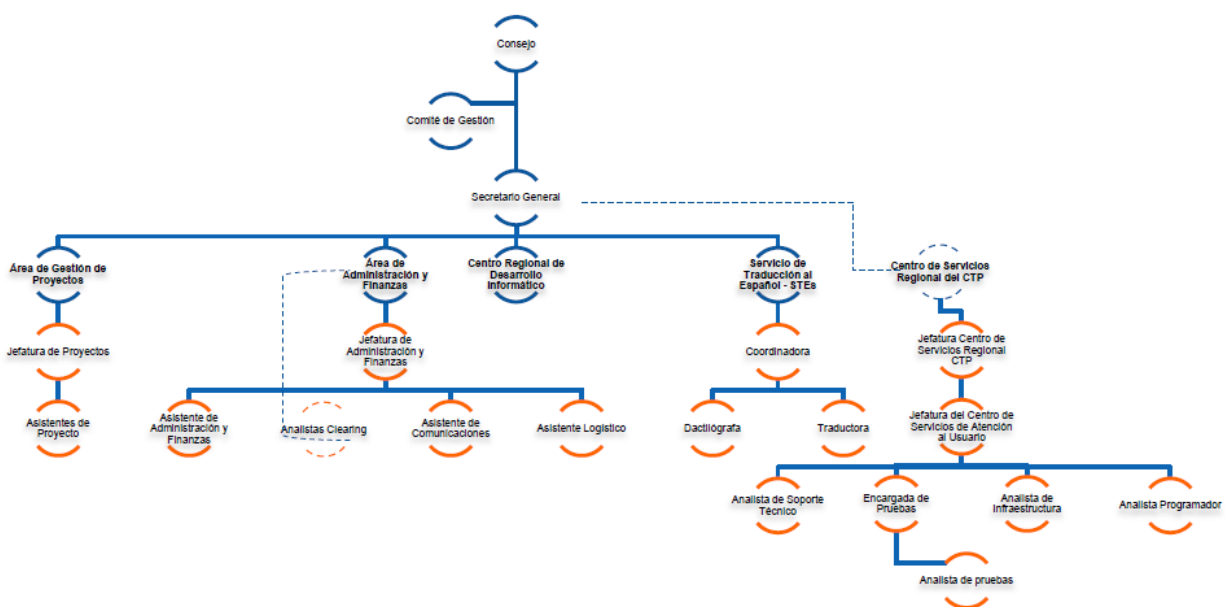 Consejo
Comité de Gestión
Secretario General
Área de Gestión de
Proyectos
Área de
Administración y
Finanzas
Centro Regional de
Desarrollo
Informático
Servicio de
Traducción al
Español - STEs
Centro de Servicios
Regional del CTP
Jefatura de Proyectos
Jefatura de
Administración y
Finanzas
Coordinadora
Jefatura Centro de
Servicios Regional
CTP
Asistentes de
Proyecto
Asistente de
Administración y
Finanzas
Analistas Clearing
Asistente de
Comunicaciones
Asistente Logístico
Dactilógrafa
Traductora
Jefatura del Centro de
Servicios de Atención
al Usuario
Analista de Soporte
Técnico
Encargada de
Pruebas
Analista de
Infraestructura
Analista Programador
Analista de pruebas